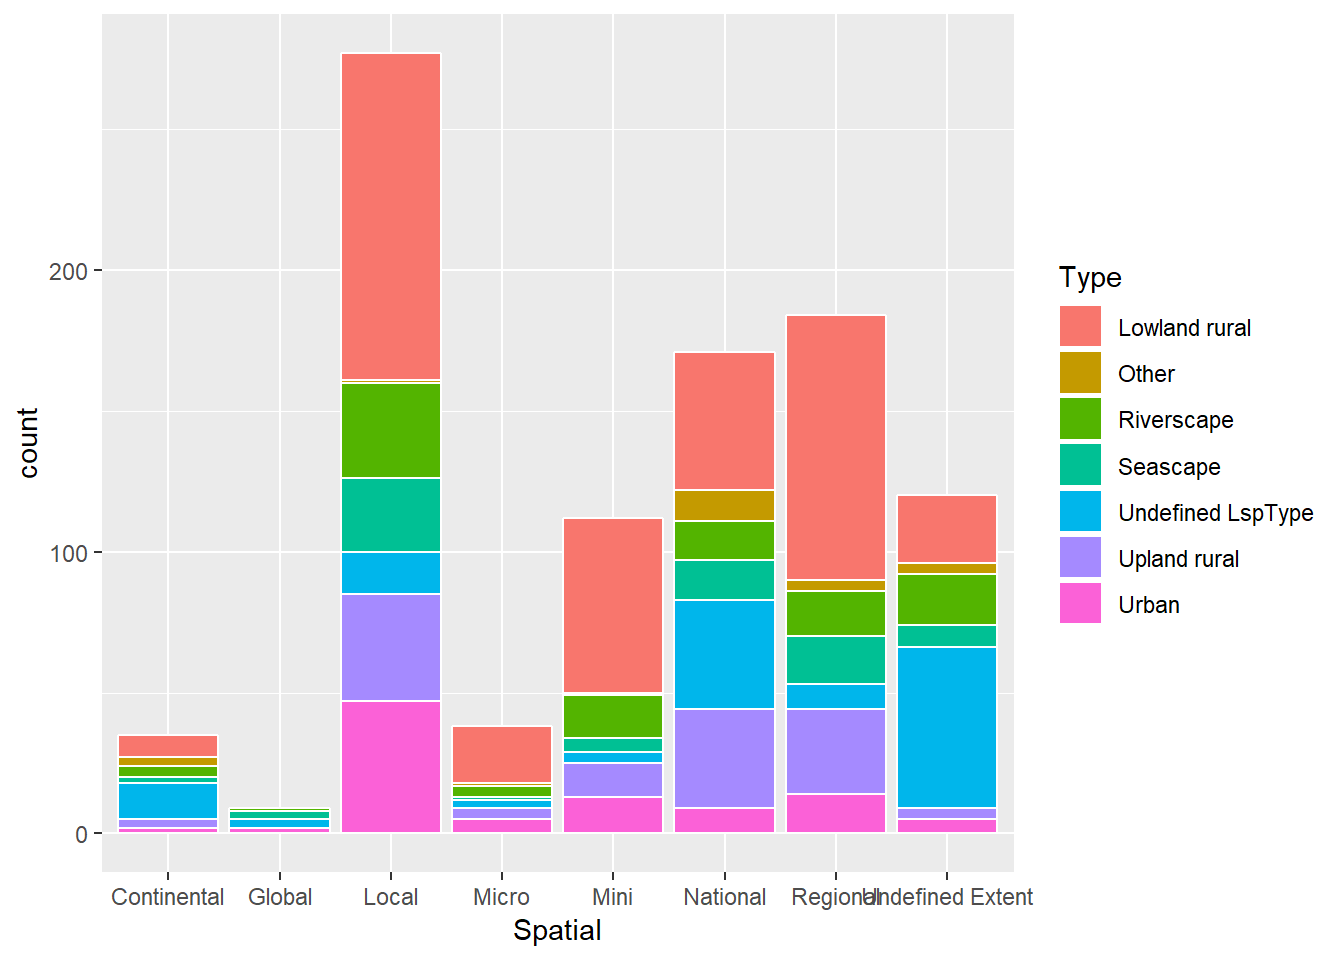 count
200
100
0
Continental
Global
Local
Micro
Mini
National
Regional
Undefined Extent
Spatial
Type
Lowland rural
Other
Riverscape
Seascape
Undefined LspType
Upland rural
Urban